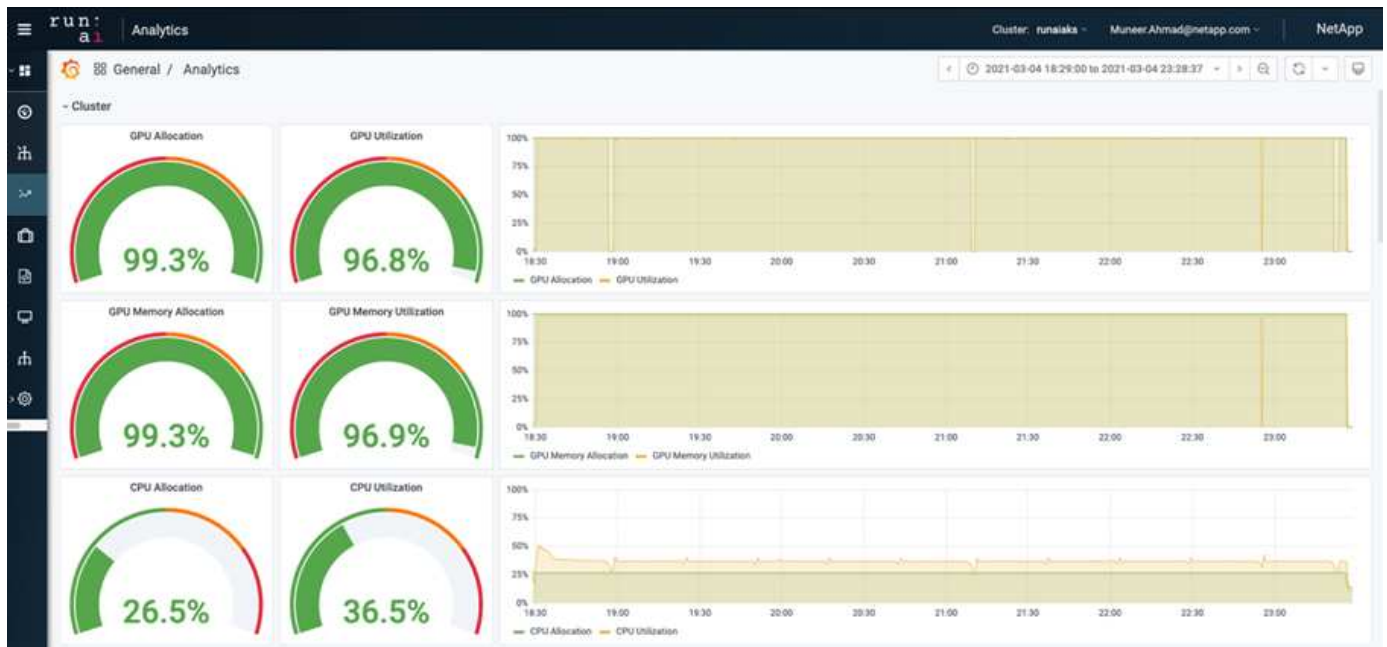 run:
ai
Analytics
Cluster: runaiaks
Muneer.Ahmad@netapp.com
NetApp
General / Analytics
2021-03-04 18:29:00 to 2021-03-04 23:28:37
Cluster
GPU Allocation
99.3%
GPU Utilization
96.8%
100%
75%
50%
25%
0%
18:30 19:00 19:30 20:00 20:30 21:00 21:30 22:00 22:30 23:00
GPU Allocation GPU Utilization
GPU Memory Allocation
99.3%
GPU Memory Utilization
96.9%
100%
75%
50%
25%
0%
18:30 19:00 19:30 20:00 20:30 21:00 21:30 22:00 22:30 23:00
GPU Memory Allocation GPU Memory Utilization
CPU Allocation
26.5%
CPU Utilization
36.5%
100%
75%
50%
25%
0%
18:30 19:00 19:30 20:00 20:30 21:00 21:30 22:00 22:30 23:00
CPU Allocation CPU Utilization